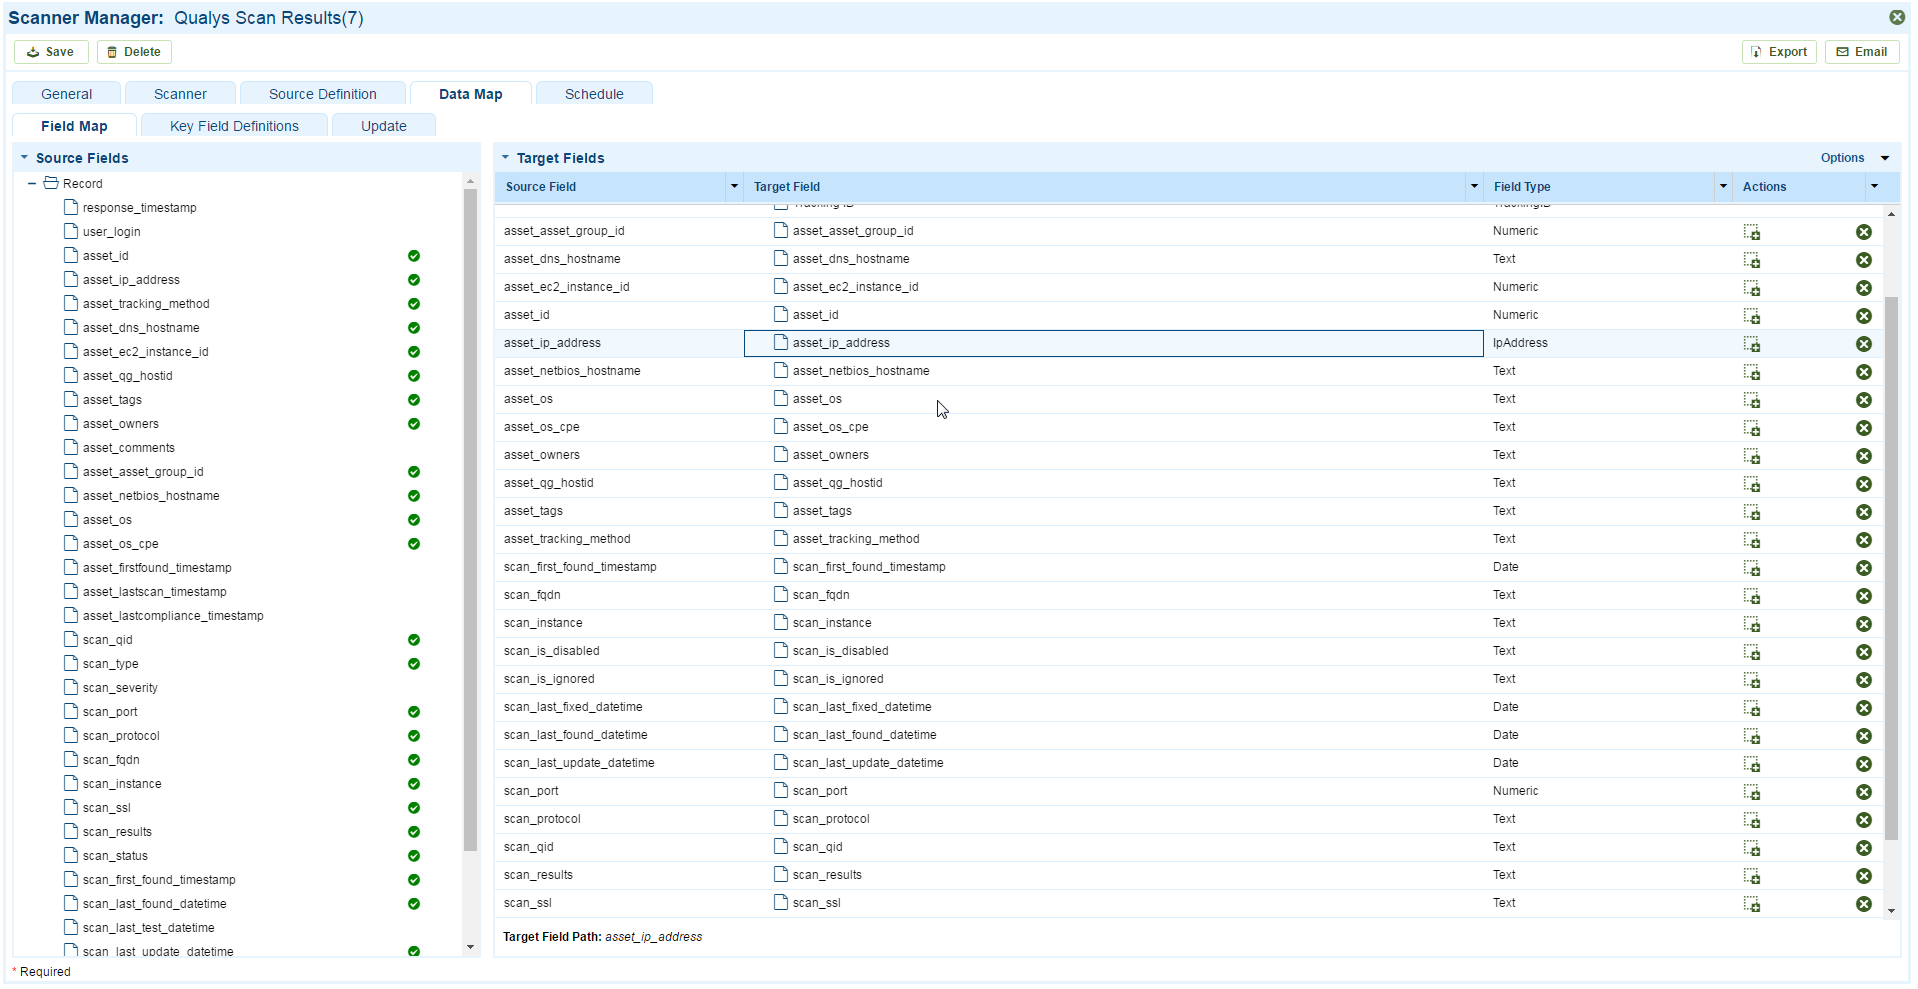 Scanner Manager: Qualys Scan Results(7)
Save Delete Export Email
General Scanner Source Definition Data Map Schedule
Field Map Key Field Definitions Update
Source Fields
Record
response_timestamp
user_login
asset_id
asset_ip_address
asset_tracking_method
asset_dns_hostname
asset_ec2_instance_id
asset_qg_hostid
asset_tags
asset_owners
asset_comments
asset_asset_group_id
asset_netbios_hostname
asset_os
asset_os_cpe
asset_firstfound_timestamp
asset_lastscan_timestamp
asset_lastcompliance_timestamp
scan_qid
scan_type
scan_severity
scan_port
scan_protocol
scan_fqdn
scan_instance
scan_ssl
scan_results
scan_status
scan_first_found_timestamp
scan_last_found_datetime
scan_last_test_datetime
scan_last_update_datetime
Target Fields Options
Source Field Target Field Field Type Actions
Tracking ID TrackingID
asset_asset_group_id asset_asset_group_id Numeric
asset_dns_hostname asset_dns_hostname Text
asset_ec2_instance_id asset_ec2_instance_id Numeric
asset_id asset_id Numeric
asset_ip_address asset_ip_address IpAddress
asset_netbios_hostname asset_netbios_hostname Text
asset_os asset_os Text
asset_os_cpe asset_os_cpe Text
asset_owners asset_owners Text
asset_qg_hostid asset_qg_hostid Text
asset_tags asset_tags Text
asset_tracking_method asset_tracking_method Text
scan_first_found_timestamp scan_first_found_timestamp Date
scan_fqdn scan_fqdn Text
scan_instance scan_instance Text
scan_is_disabled scan_is_disabled Text
scan_is_ignored scan_is_ignored Text
scan_last_fixed_datetime scan_last_fixed_datetime Date
scan_last_found_datetime scan_last_found_datetime Date
scan_last_update_datetime scan_last_update_datetime Date
scan_port scan_port Numeric
scan_protocol scan_protocol Text
scan_qid scan_qid Text
scan_results scan_results Text
scan_ssl scan_ssl Text
Target Field Path: asset_ip_address
* Required